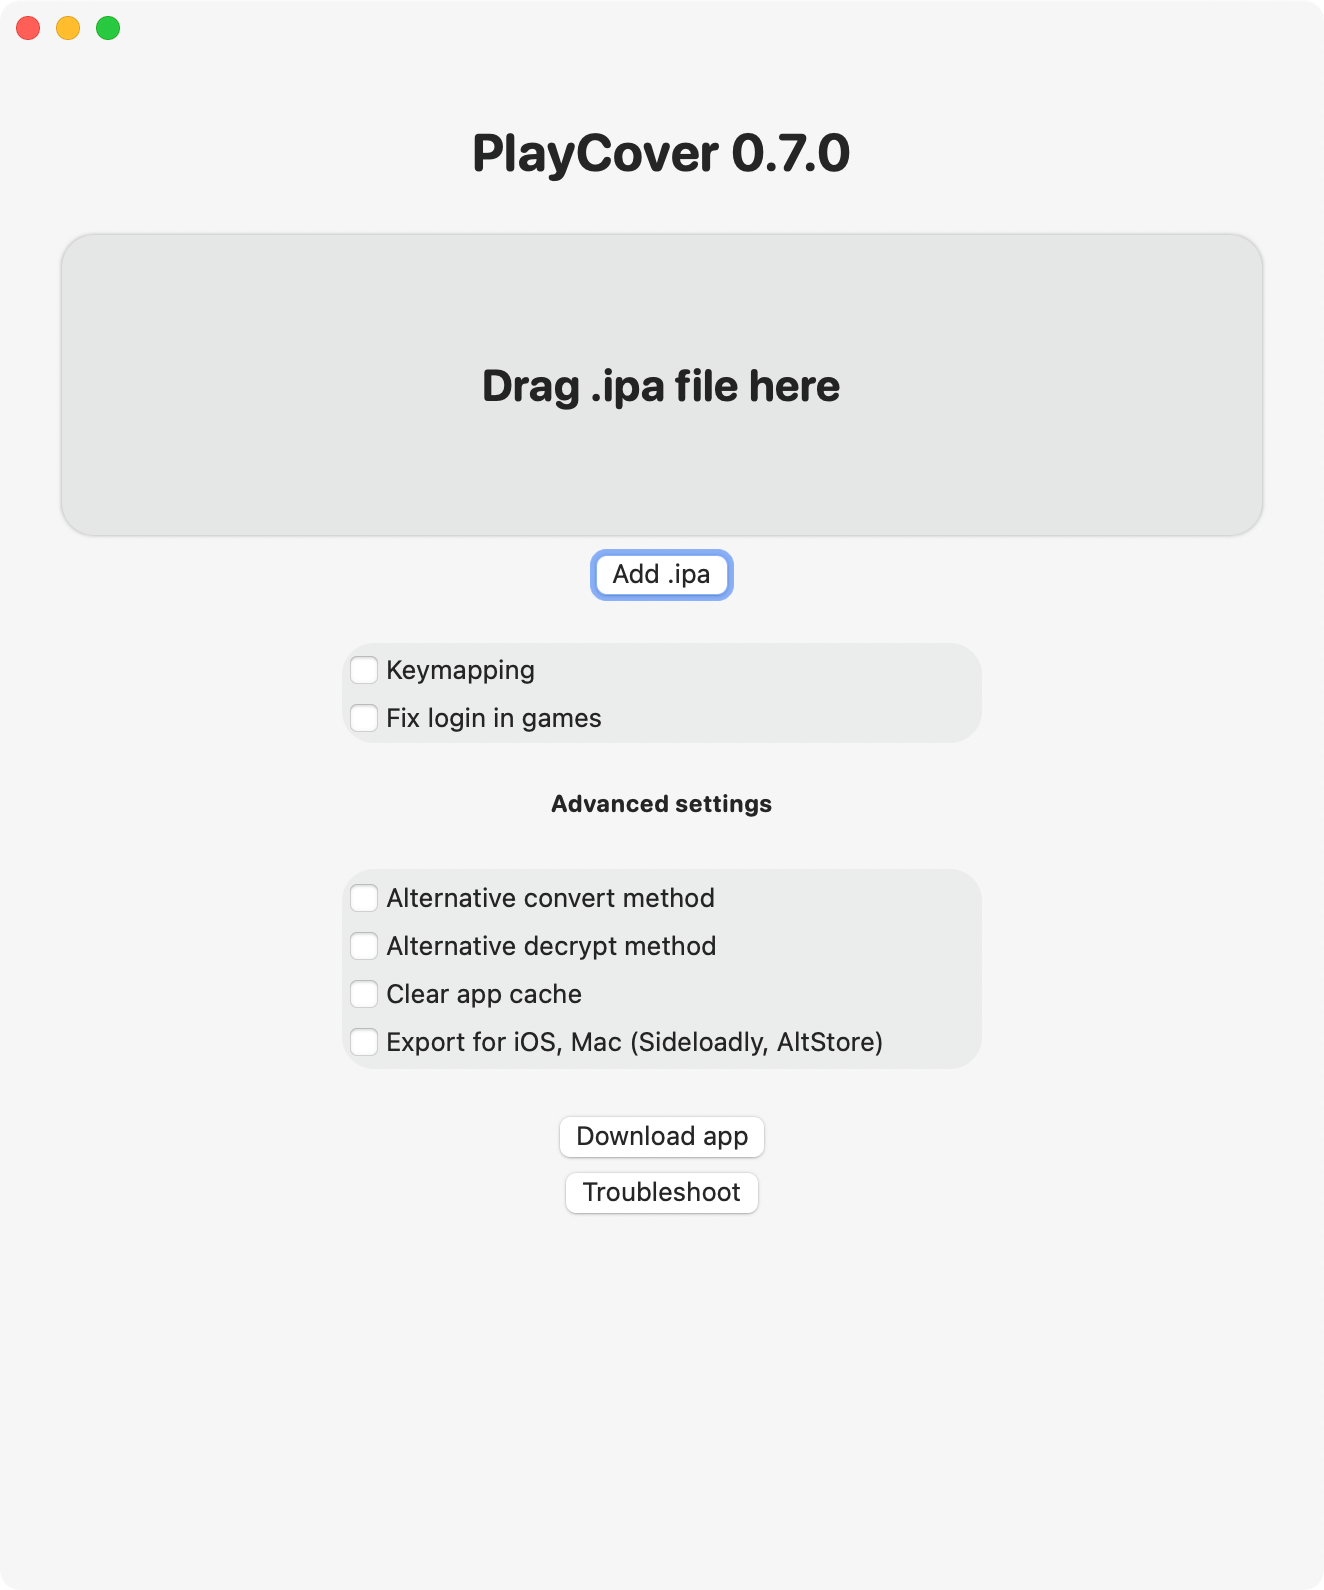 PlayCover 0.7.0
Drag .ipa file here
Add .ipa
Keymapping
Fix login in games
Advanced settings
Alternative convert method
Alternative decrypt method
Clear app cache
Export for iOS, Mac (Sideloadly, AltStore)
Download app
Troubleshoot